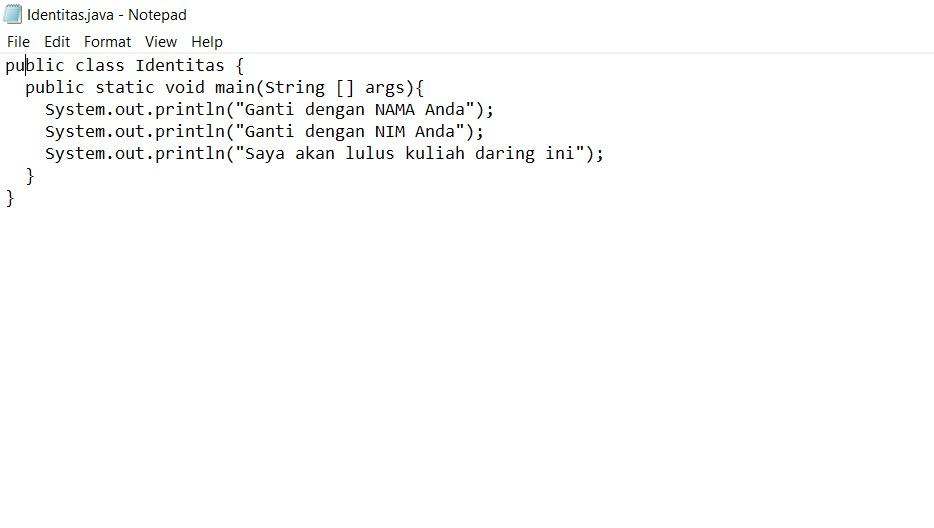 Identitas.java - Notepad
File Edit Format View Help
public class Identitas {
  public static void main(String [] args){
    System.out.println("Ganti dengan NAMA Anda");
    System.out.println("Ganti dengan NIM Anda");
    System.out.println("Saya akan lulus kuliah daring ini");
  }
}